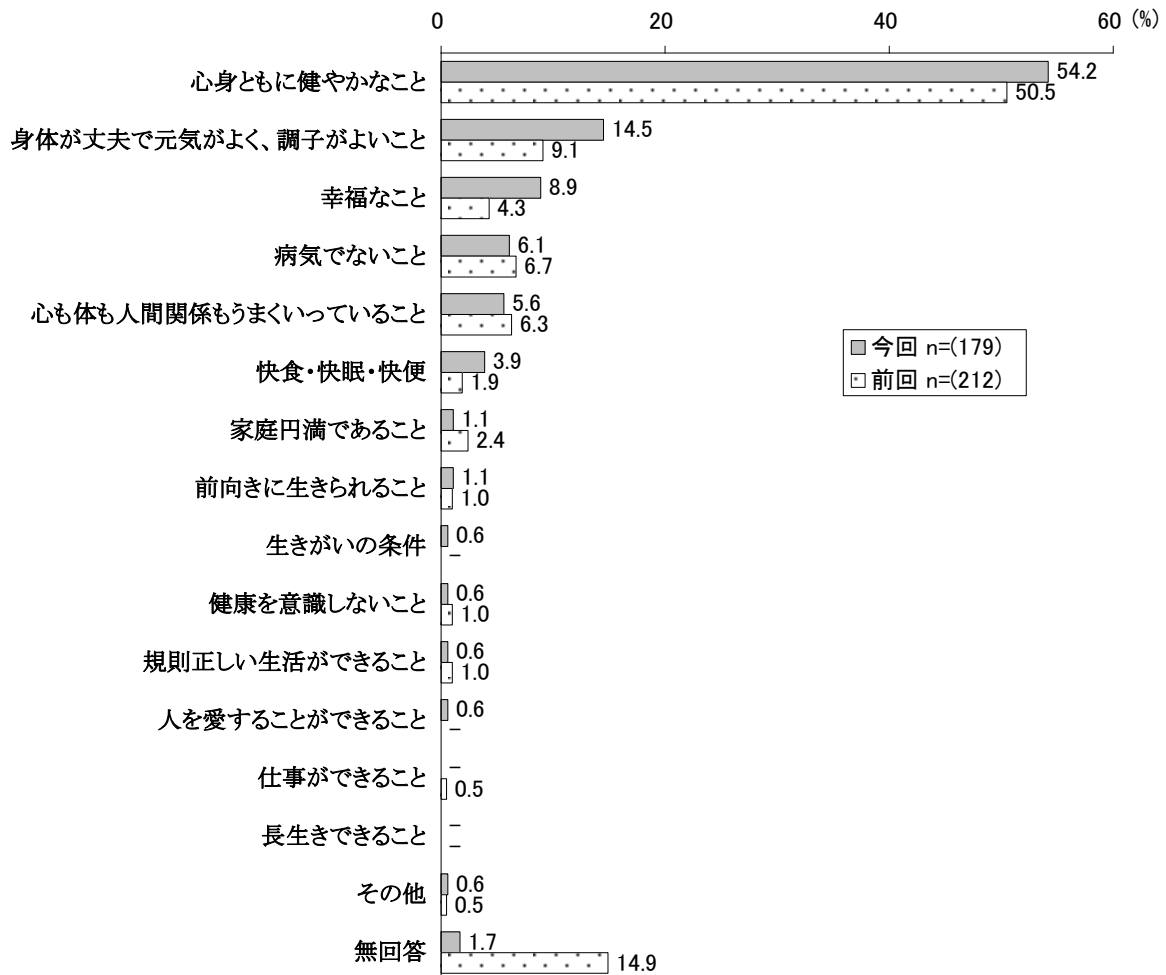 0 20 40 60 (%)
心身ともに健やかなこと 54.2
50.5
身体が丈夫で元気がよく、調子がよいこと 14.5
9.1
幸福なこと 8.9
4.3
病気でないこと 6.1
6.7
心も体も人間関係もうまくいっていること 5.6
6.3
快食・快眠・快便 3.9
1.9
家庭円満であること 1.1
2.4
前向きに生きられること 1.1
1.0
生きがいの条件 0.6
–
健康を意識しないこと 0.6
1.0
規則正しい生活ができること 0.6
1.0
人を愛することができること 0.6
–
仕事ができること –
0.5
長生きできること –
–
その他 0.6
0.5
無回答 1.7
14.9
今回 n=(179)
前回 n=(212)